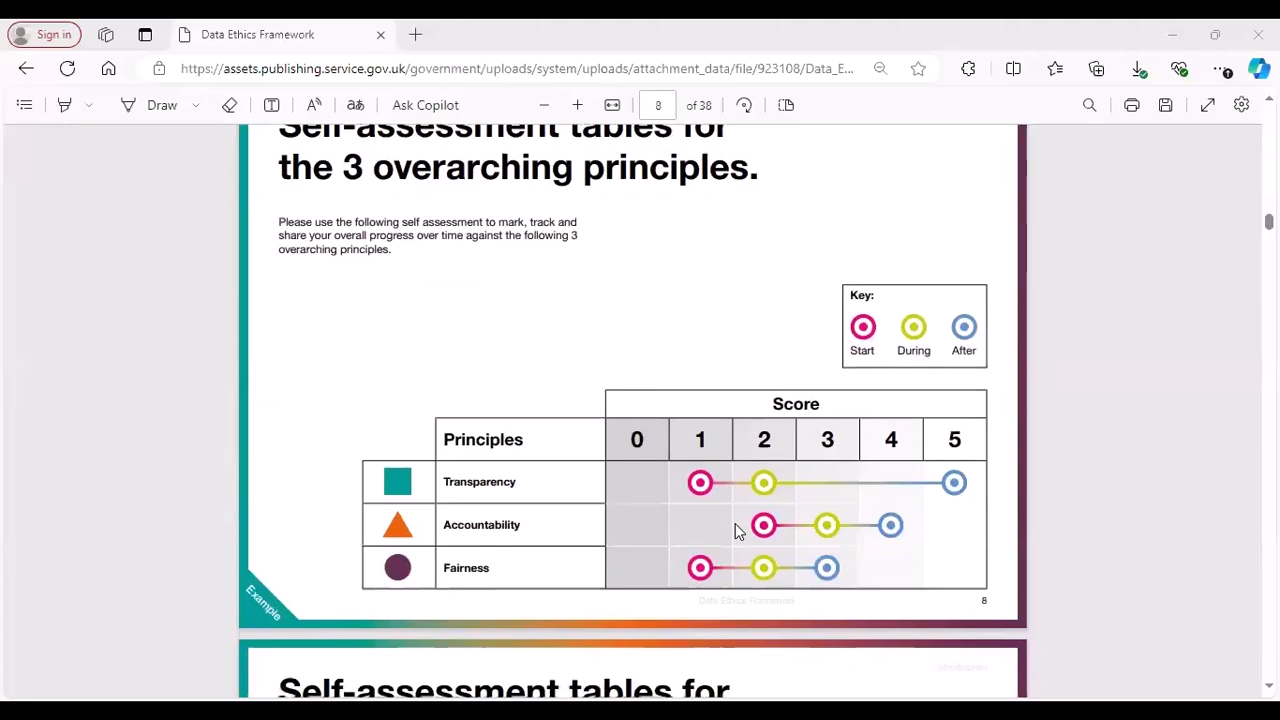 Sign in
Data Ethics Framework
https://assets.publishing.service.gov.uk/government/uploads/system/uploads/attachment_data/file/923108/Data_E...
Draw
Ask Copilot
8 of 38
Self-assessment tables for
the 3 overarching principles.
Please use the following self assessment to mark, track and
share your overall progress over time against the following 3
overarching principles.
Key:
Start During After
Score
Principles 0 1 2 3 4 5
Transparency
Accountability
Fairness
Example
Data Ethics Framework 8
Introduction
Self-assessment tables for